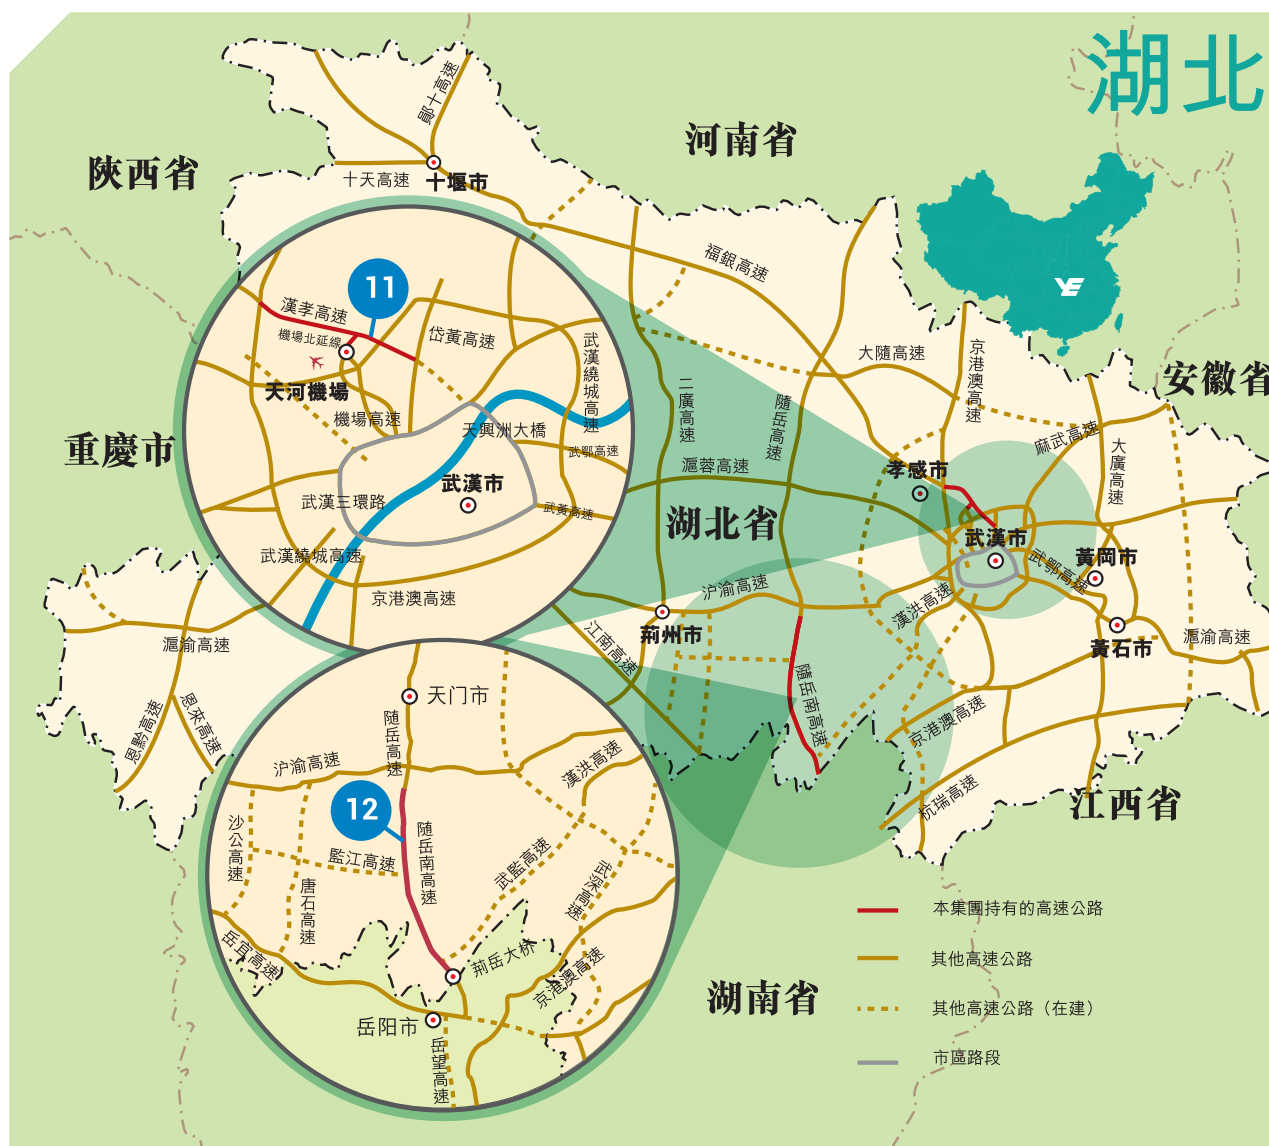 湖北
鄖十高速
河南省
陝西省
十天高速
十堰市
福銀高速
YE
11
漢孝高速
機場北延線
岱黃高速
武漢繞城高速
大隨高速
京港澳高速
安徽省
天河機場
二廣高速
隨岳高速
機場高速
天興洲大橋
麻武高速
重慶市
武鄂高速
滬蓉高速
孝感市
大廣高速
武漢三環路
武漢市
武黃高速
湖北省
武漢市
武漢繞城高速
武鄂高速
黃岡市
京港澳高速
沪渝高速
漢洪高速
滬渝高速
江南高速
荊州市
黃石市
滬渝高速
恩黔高速
恩來高速
天门市
隨岳南高速
京港澳高速
随岳高速
沪渝高速
漢洪高速
杭瑞高速
江西省
12
沙公高速
監江高速
随岳南高速
武監高速
武深高速
唐石高速
岳宜高速
荊岳大桥
京港澳高速
岳阳市
岳望高速
湖南省
本集團持有的高速公路
其他高速公路
其他高速公路（在建）
市區路段